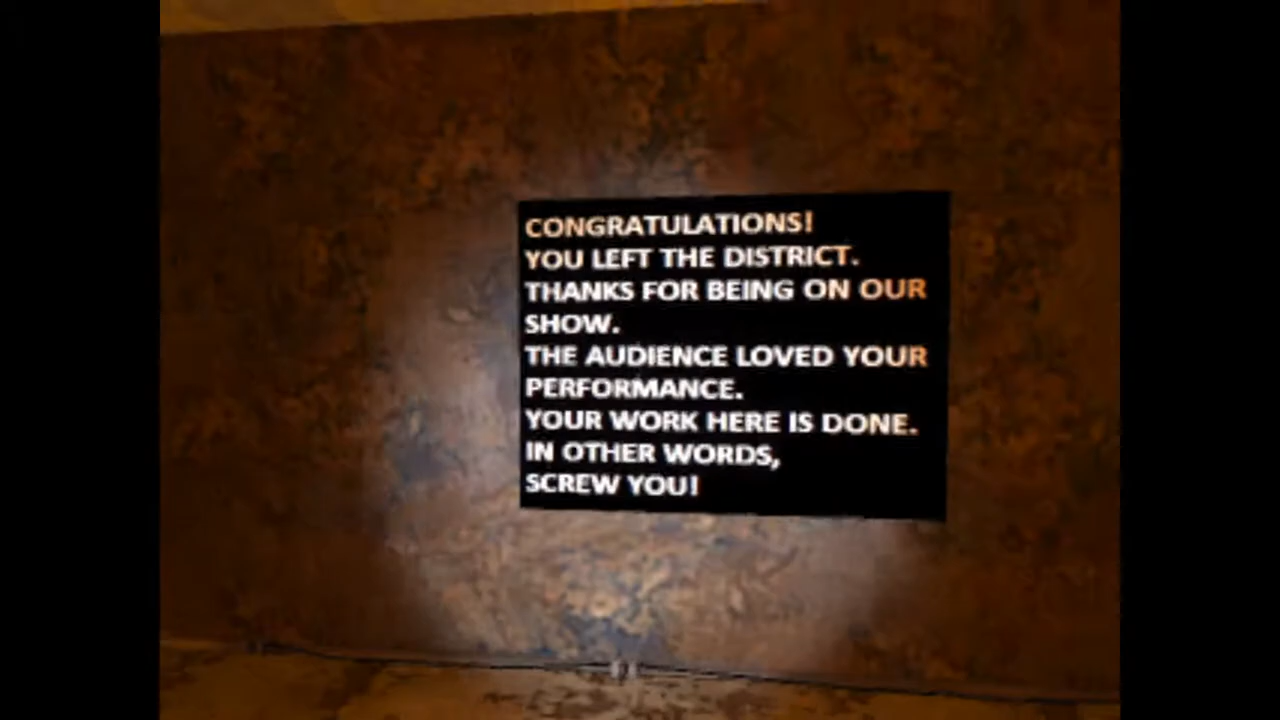 CONGRATULATIONS!
YOU LEFT THE DISTRICT.
THANKS FOR BEING ON OUR
SHOW.
THE AUDIENCE LOVED YOUR
PERFORMANCE.
YOUR WORK HERE IS DONE.
IN OTHER WORDS,
SCREW YOU!